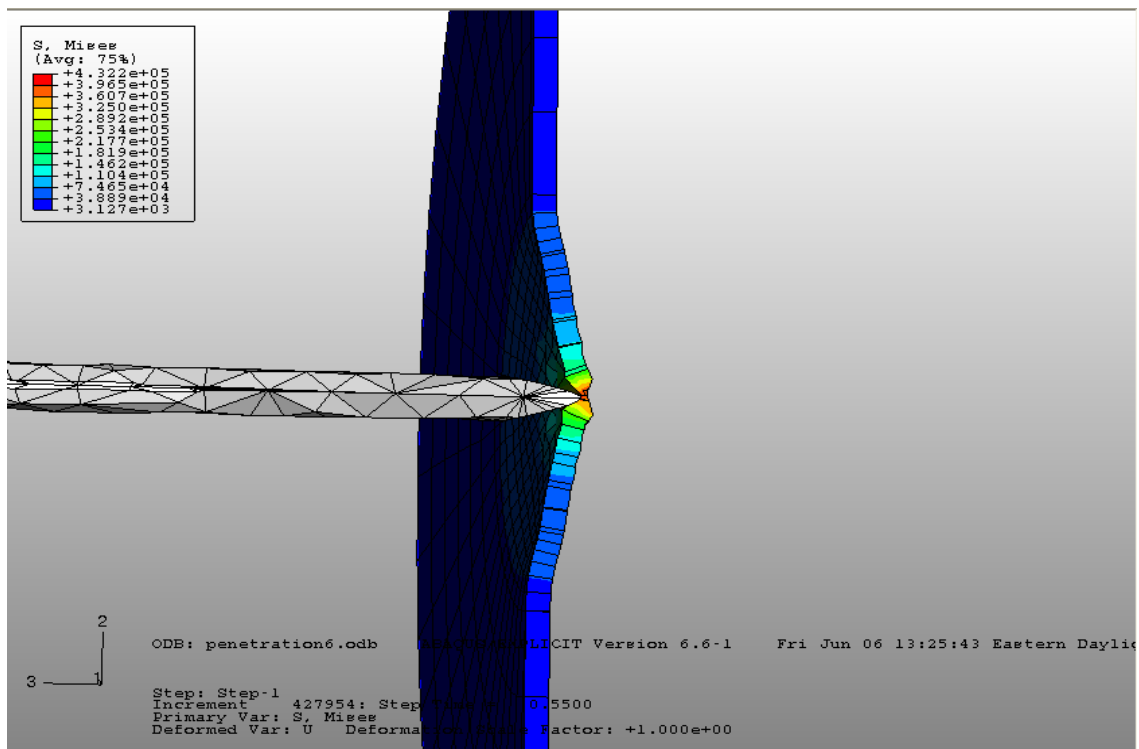 S, Mises
(Avg: 75%)
+4.322e+05
+3.965e+05
+3.607e+05
+3.250e+05
+2.892e+05
+2.534e+05
+2.177e+05
+1.819e+05
+1.462e+05
+1.104e+05
+7.465e+04
+3.889e+04
+3.127e+03
2
3
1
ODB: penetration6.odb Version 6.6-1 Fri Jun 06 13:25:43 Eastern
Step: Step-1
Increment 427954: Step 0.5500
Primary Var: S, Mises
Deformed Var: U Factor: +1.000e+00